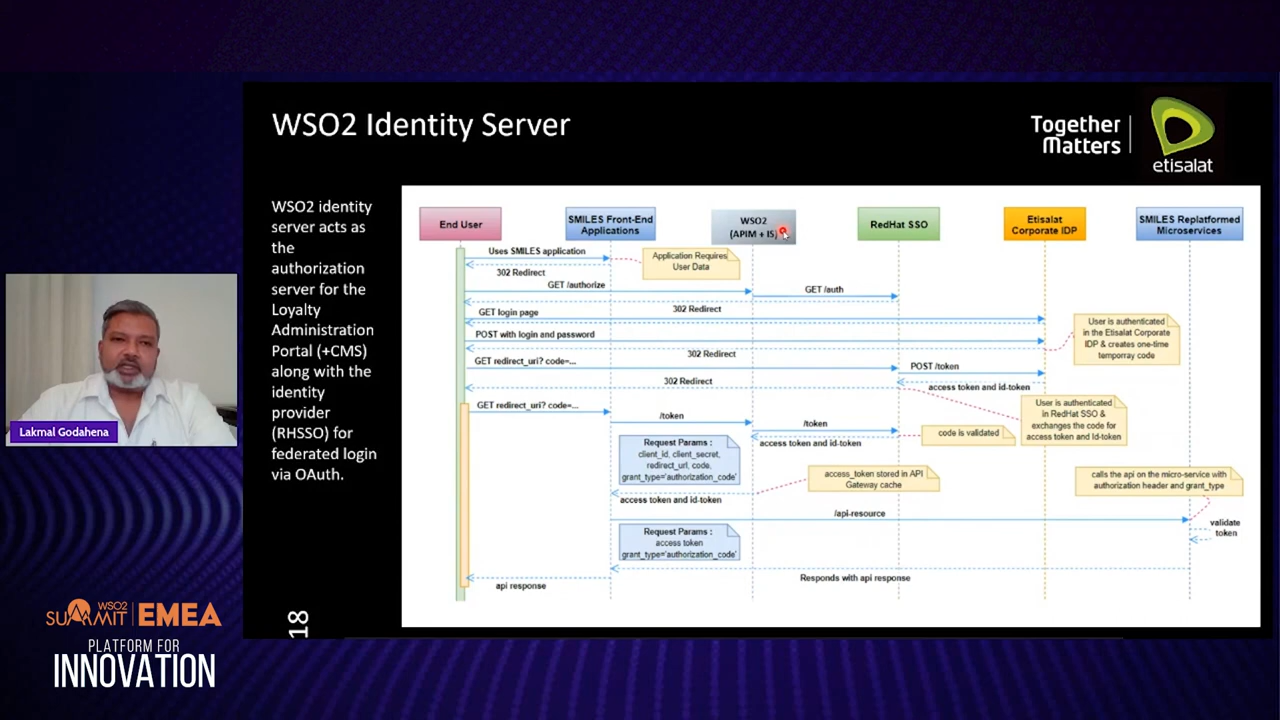 WSO2 Identity Server
Together
Matters
etisalat
WSO2 identity
server acts as
the
authorization
server for the
Loyalty
Administration
Portal (+CMS)
along with the
identity
provider
(RHSSO) for
federated login
via OAuth.
End User
SMILES Front-End
Applications
WSO2
(APIM + IS)
RedHat SSO
Etisalat
Corporate IDP
SMILES Replatformed
Microservices
Uses SMILES application
Application Requires
User Data
302 Redirect
GET /authorize
GET /auth
302 Redirect
GET login page
User is authenticated
in the Etisalat Corporate
IDP & creates one-time
temporrary code
POST with login and password
302 Redirect
GET redirect_uri? code=...
POST /token
302 Redirect
access token and id-token
User is authenticated
in RedHat SSO &
exchanges the code for
access token and Id-token
GET redirect_uri? code=...
/token
/token
code is validated
access token and id-token
Request Params :
client_id, client_secret,
redirect_url, code,
grant_type='authorization_code'
access_token stored in API
Gateway cache
calls the api on the micro-service with
authorization header and grant_type
access token and id-token
/api-resource
validate
token
Request Params :
access token
grant_type='authorization_code'
Responds with api response
api response
18
Lakmal Godahena
WSO2
SUMMIT EMEA
PLATFORM FOR
INNOVATION